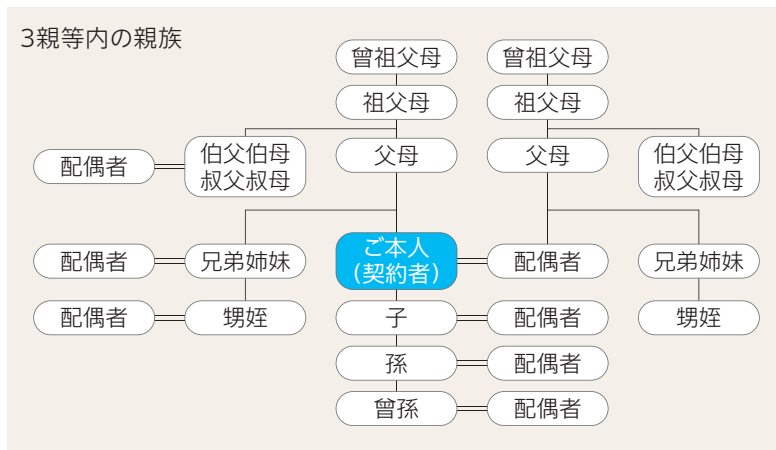 3親等内の親族
曾祖父母
曾祖父母
祖父母
祖父母
配偶者
伯父伯母
叔父叔母
父母
父母
伯父伯母
叔父叔母
配偶者
兄弟姉妹
ご本人
（契約者）
配偶者
兄弟姉妹
配偶者
甥姪
子
配偶者
甥姪
孫
配偶者
曾孫
配偶者